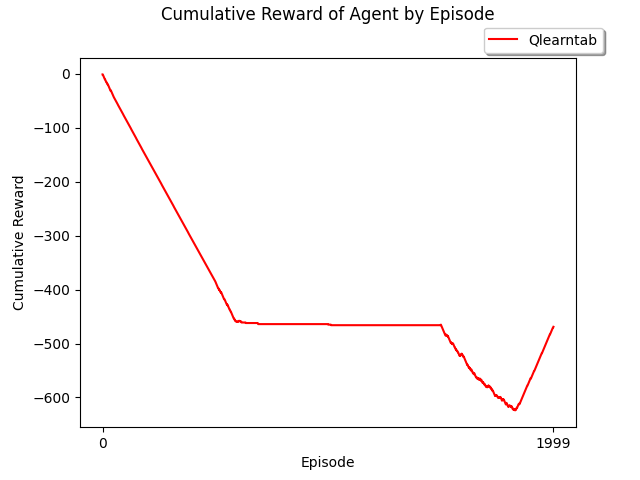 Cumulative Reward of Agent by Episode
Qlearntab
0
−100
−200
−300
−400
−500
−600
Cumulative Reward
0
1999
Episode